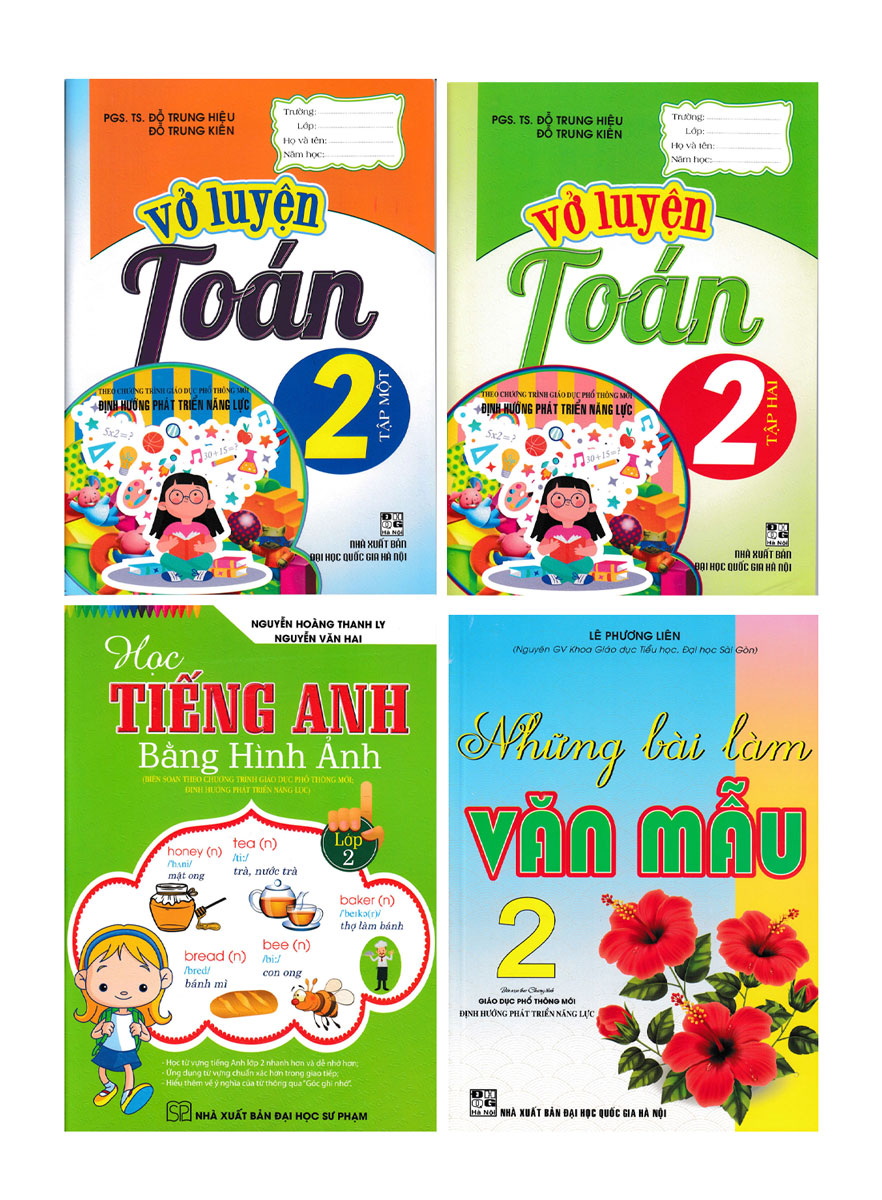 PGS. TS. ĐỖ TRUNG HIỆU
ĐỖ TRUNG KIÊN
Trường:
Lớp:
Họ và tên:
Năm học:
Vở luyện
Toán
2
TẬP MỘT
THEO CHƯƠNG TRÌNH GIÁO DỤC PHỔ THÔNG MỚI
ĐỊNH HƯỚNG PHÁT TRIỂN NĂNG LỰC
5x2=?
30+15=?
Hà Nội
NHÀ XUẤT BẢN
ĐẠI HỌC QUỐC GIA HÀ NỘI
PGS. TS. ĐỖ TRUNG HIỆU
ĐỖ TRUNG KIÊN
Trường:
Lớp:
Họ và tên:
Năm học:
Vở luyện
Toán
2
TẬP HAI
THEO CHƯƠNG TRÌNH GIÁO DỤC PHỔ THÔNG MỚI
ĐỊNH HƯỚNG PHÁT TRIỂN NĂNG LỰC
5x2=?
30+15=?
Hà Nội
NHÀ XUẤT BẢN
ĐẠI HỌC QUỐC GIA HÀ NỘI
NGUYỄN HOÀNG THANH LY
NGUYỄN VĂN HAI
Học
TIẾNG ANH
Bằng Hình Ảnh
(BIÊN SOẠN THEO CHƯƠNG TRÌNH GIÁO DỤC PHỔ THÔNG MỚI;
ĐỊNH HƯỚNG PHÁT TRIỂN NĂNG LỰC)
Lớp
2
honey (n)
/'hʌni/
mật ong
tea (n)
/ti:/
trà, nước trà
baker (n)
/'beɪkə(r)/
thợ làm bánh
bread (n)
/bred/
bánh mì
bee (n)
/bi:/
con ong
- Học từ vựng tiếng Anh lớp 2 nhanh hơn và dễ nhớ hơn;
- Ứng dụng từ vựng chuẩn xác hơn trong giao tiếp;
- Hiểu thêm về ý nghĩa của từ thông qua "Góc ghi nhớ".
SP NHÀ XUẤT BẢN ĐẠI HỌC SƯ PHẠM
LÊ PHƯƠNG LIÊN
(Nguyên GV Khoa Giáo dục Tiểu học, Đại học Sài Gòn)
Những bài làm
VĂN MẪU
2
GIÁO DỤC PHỔ THÔNG MỚI
ĐỊNH HƯỚNG PHÁT TRIỂN NĂNG LỰC
Hà Nội
NHÀ XUẤT BẢN ĐẠI HỌC QUỐC GIA HÀ NỘI